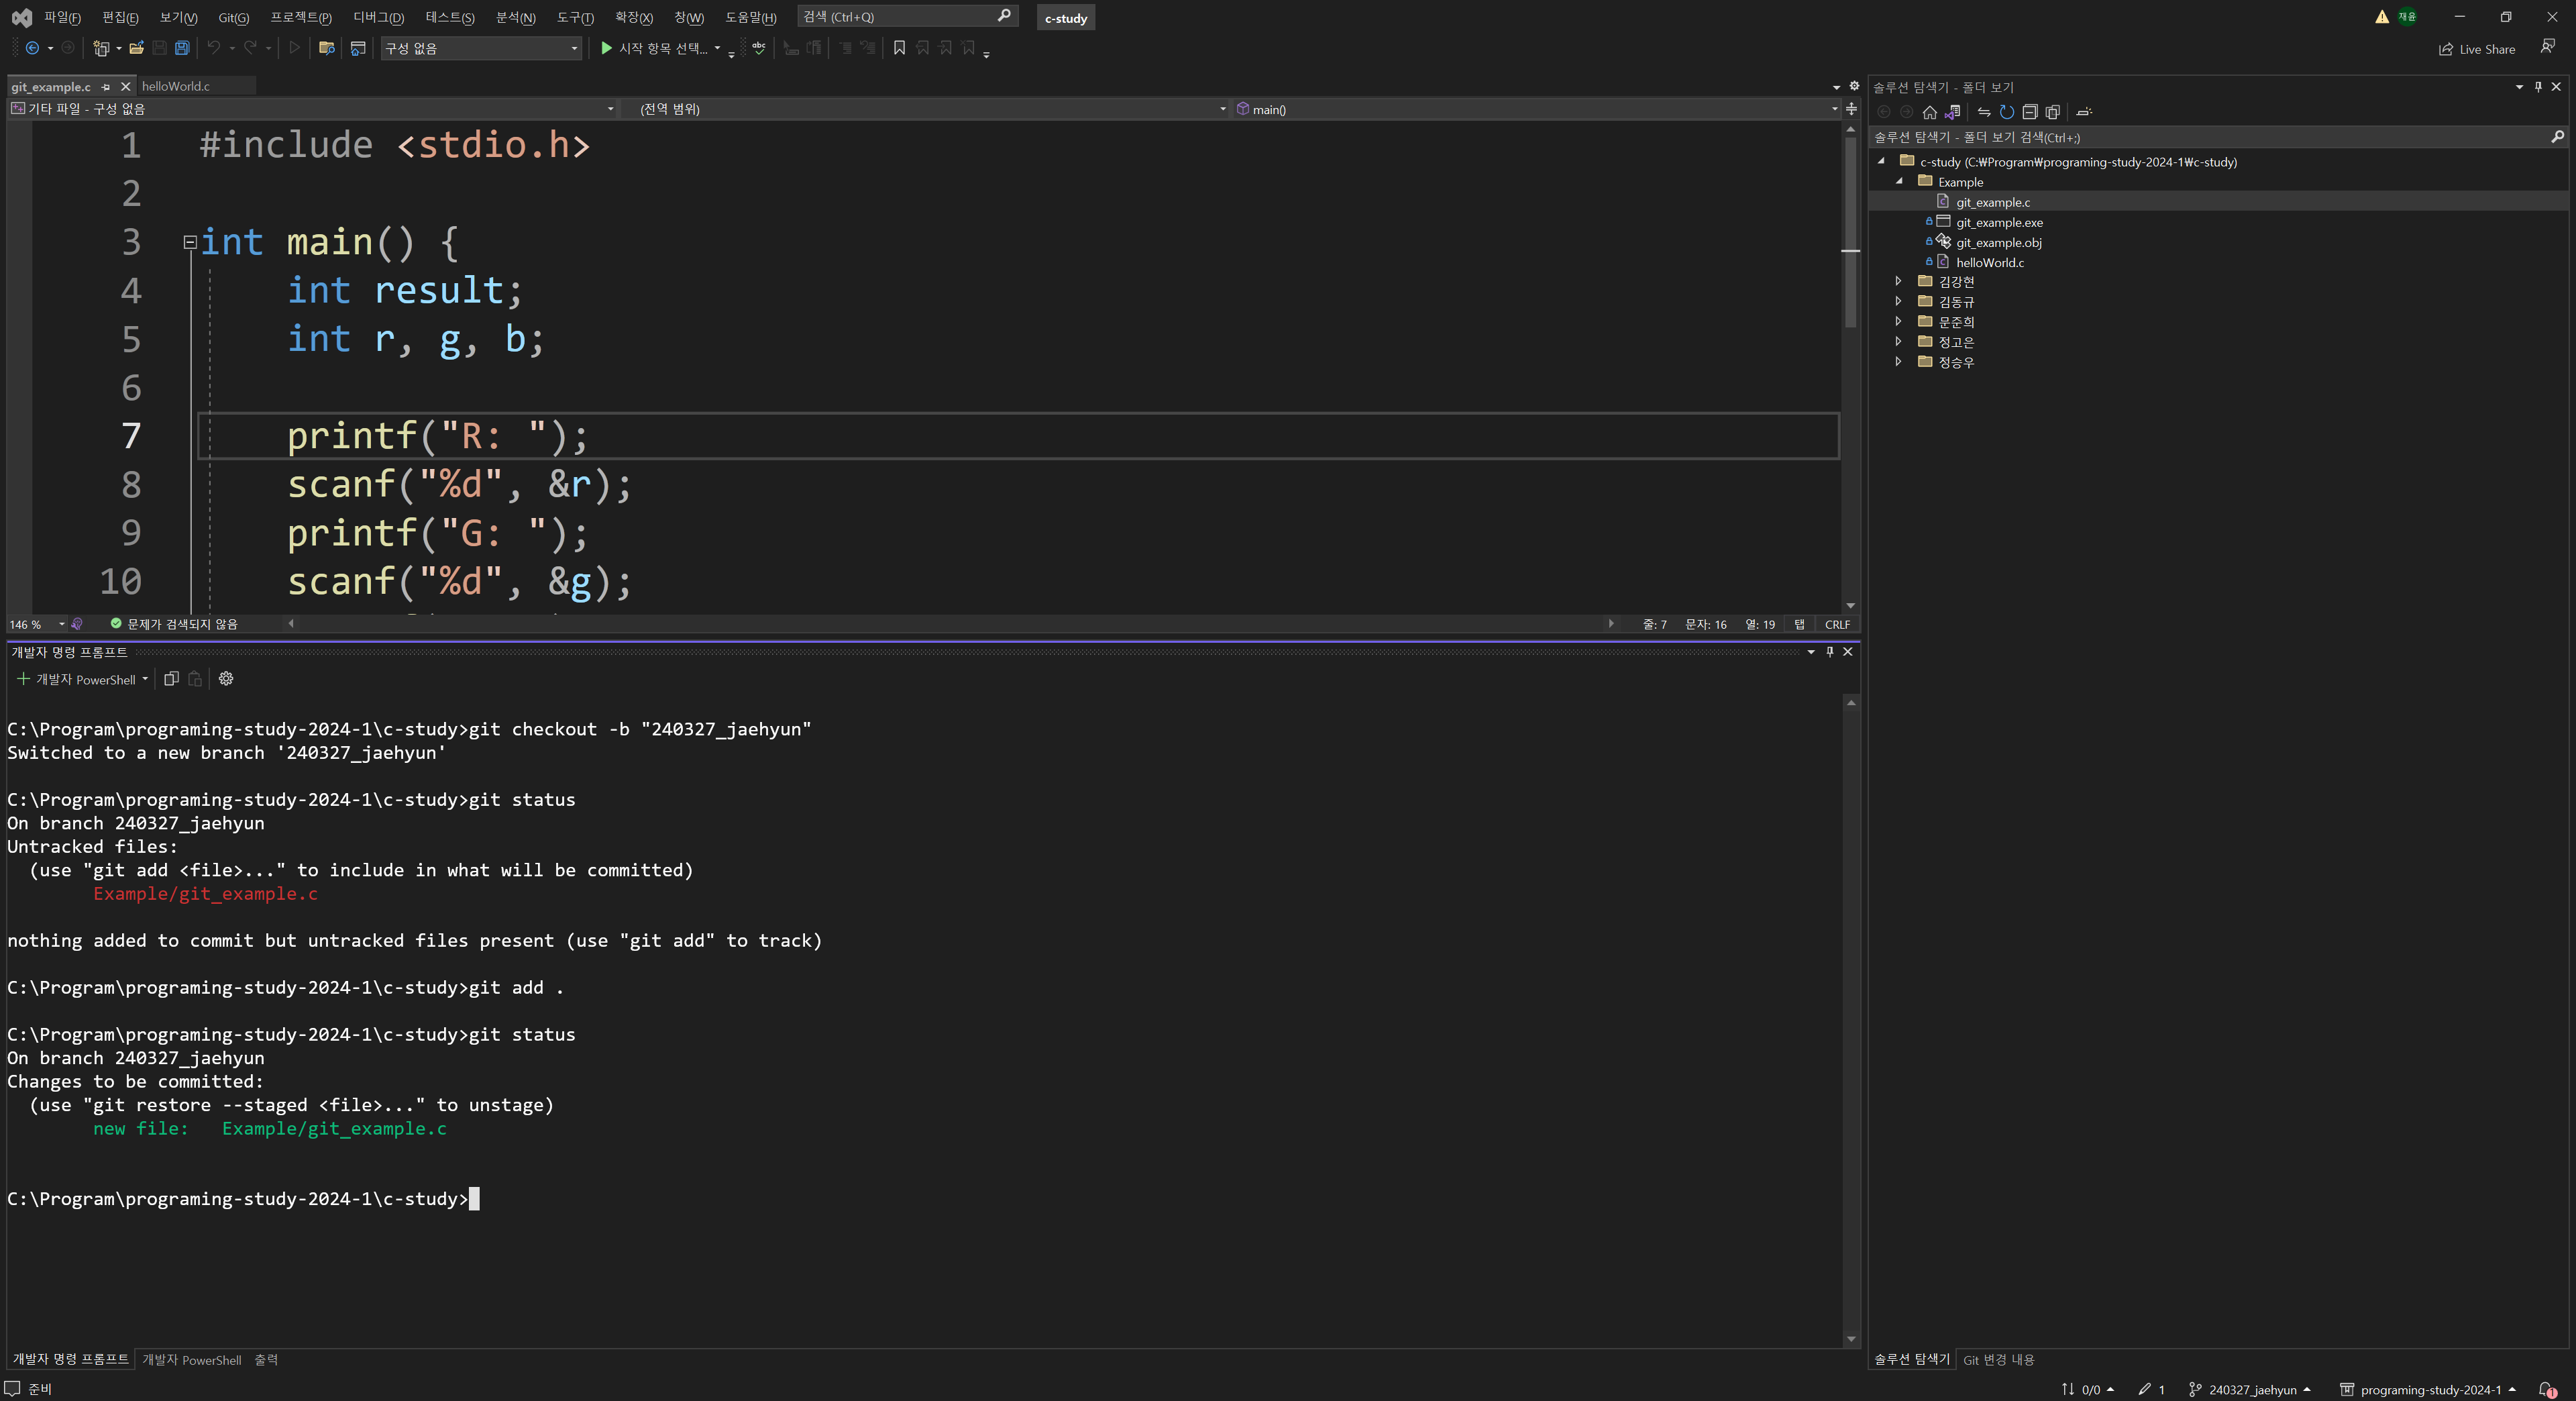 파일(F) 편집(E) 보기(V) Git(G) 프로젝트(P) 디버그(D) 테스트(S) 분석(N) 도구(T) 확장(X) 창(W) 도움말(H) 검색 (Ctrl+Q) c-study 재윤
구성 없음 시작 항목 선택... abc Live Share
git_example.c helloWorld.c
기타 파일 - 구성 없음 (전역 범위) main()
1 #include <stdio.h>
2
3 int main() {
4 int result;
5 int r, g, b;
6
7 printf("R: ");
8 scanf("%d", &r);
9 printf("G: ");
10 scanf("%d", &g);
146 % 문제가 검색되지 않음 줄: 7 문자: 16 열: 19 탭 CRLF
개발자 명령 프롬프트
개발자 PowerShell
C:\Program\programing-study-2024-1\c-study>git checkout -b "240327_jaehyun"
Switched to a new branch '240327_jaehyun'
C:\Program\programing-study-2024-1\c-study>git status
On branch 240327_jaehyun
Untracked files:
(use "git add <file>..." to include in what will be committed)
Example/git_example.c
nothing added to commit but untracked files present (use "git add" to track)
C:\Program\programing-study-2024-1\c-study>git add .
C:\Program\programing-study-2024-1\c-study>git status
On branch 240327_jaehyun
Changes to be committed:
(use "git restore --staged <file>..." to unstage)
new file: Example/git_example.c
C:\Program\programing-study-2024-1\c-study>
개발자 명령 프롬프트 개발자 PowerShell 출력
솔루션 탐색기 - 폴더 보기
솔루션 탐색기 - 폴더 보기 검색(Ctrl+;)
c-study (C:₩Program₩programing-study-2024-1₩c-study)
Example
git_example.c
git_example.exe
git_example.obj
helloWorld.c
김강현
김동규
문준희
정고은
정승우
솔루션 탐색기 Git 변경 내용
준비 0/0 1 240327_jaehyun programing-study-2024-1 1